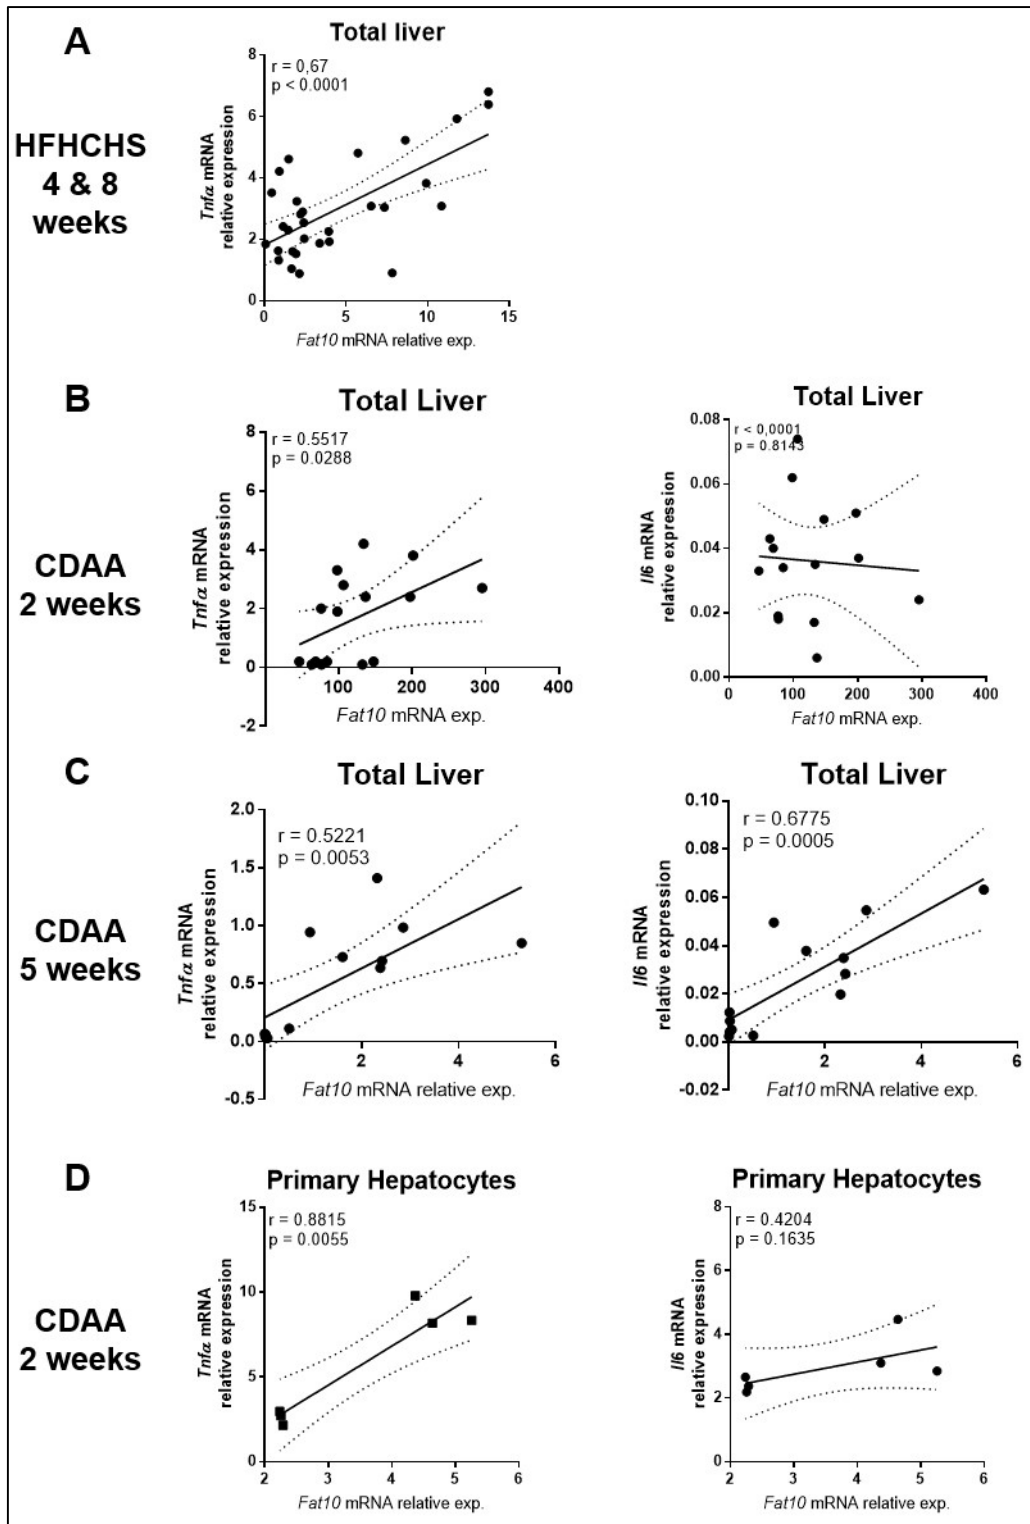 A
Total liver
HFHCHS
4 & 8
weeks
r = 0,67
p < 0.0001
Tnfα mRNA
relative expression
8
6
4
2
0
0 5 10 15
Fat10 mRNA relative exp.
B
Total Liver
CDAA
2 weeks
r = 0.5517
p = 0.0288
Tnfα mRNA
relative expression
8
6
4
2
0
-2
100 200 300 400
Fat10 mRNA exp.
Total Liver
r < 0,0001
p = 0.8143
Il6 mRNA
relative expression
0.08
0.06
0.04
0.02
0.00
0 100 200 300 400
Fat10 mRNA exp.
C
Total Liver
CDAA
5 weeks
r = 0.5221
p = 0.0053
Tnfα mRNA
relative expression
2.0
1.5
1.0
0.5
0.0
-0.5
2 4 6
Fat10 mRNA relative exp.
Total Liver
r = 0.6775
p = 0.0005
Il6 mRNA
relative expression
0.10
0.08
0.06
0.04
0.02
0.00
-0.02
2 4 6
Fat10 mRNA relative exp.
D
Primary Hepatocytes
CDAA
2 weeks
r = 0.8815
p = 0.0055
Tnfα mRNA
relative expression
15
10
5
0
2 3 4 5 6
Fat10 mRNA relative exp.
Primary Hepatocytes
r = 0.4204
p = 0.1635
Il6 mRNA
relative expression
8
6
4
2
0
2 3 4 5 6
Fat10 mRNA relative exp.